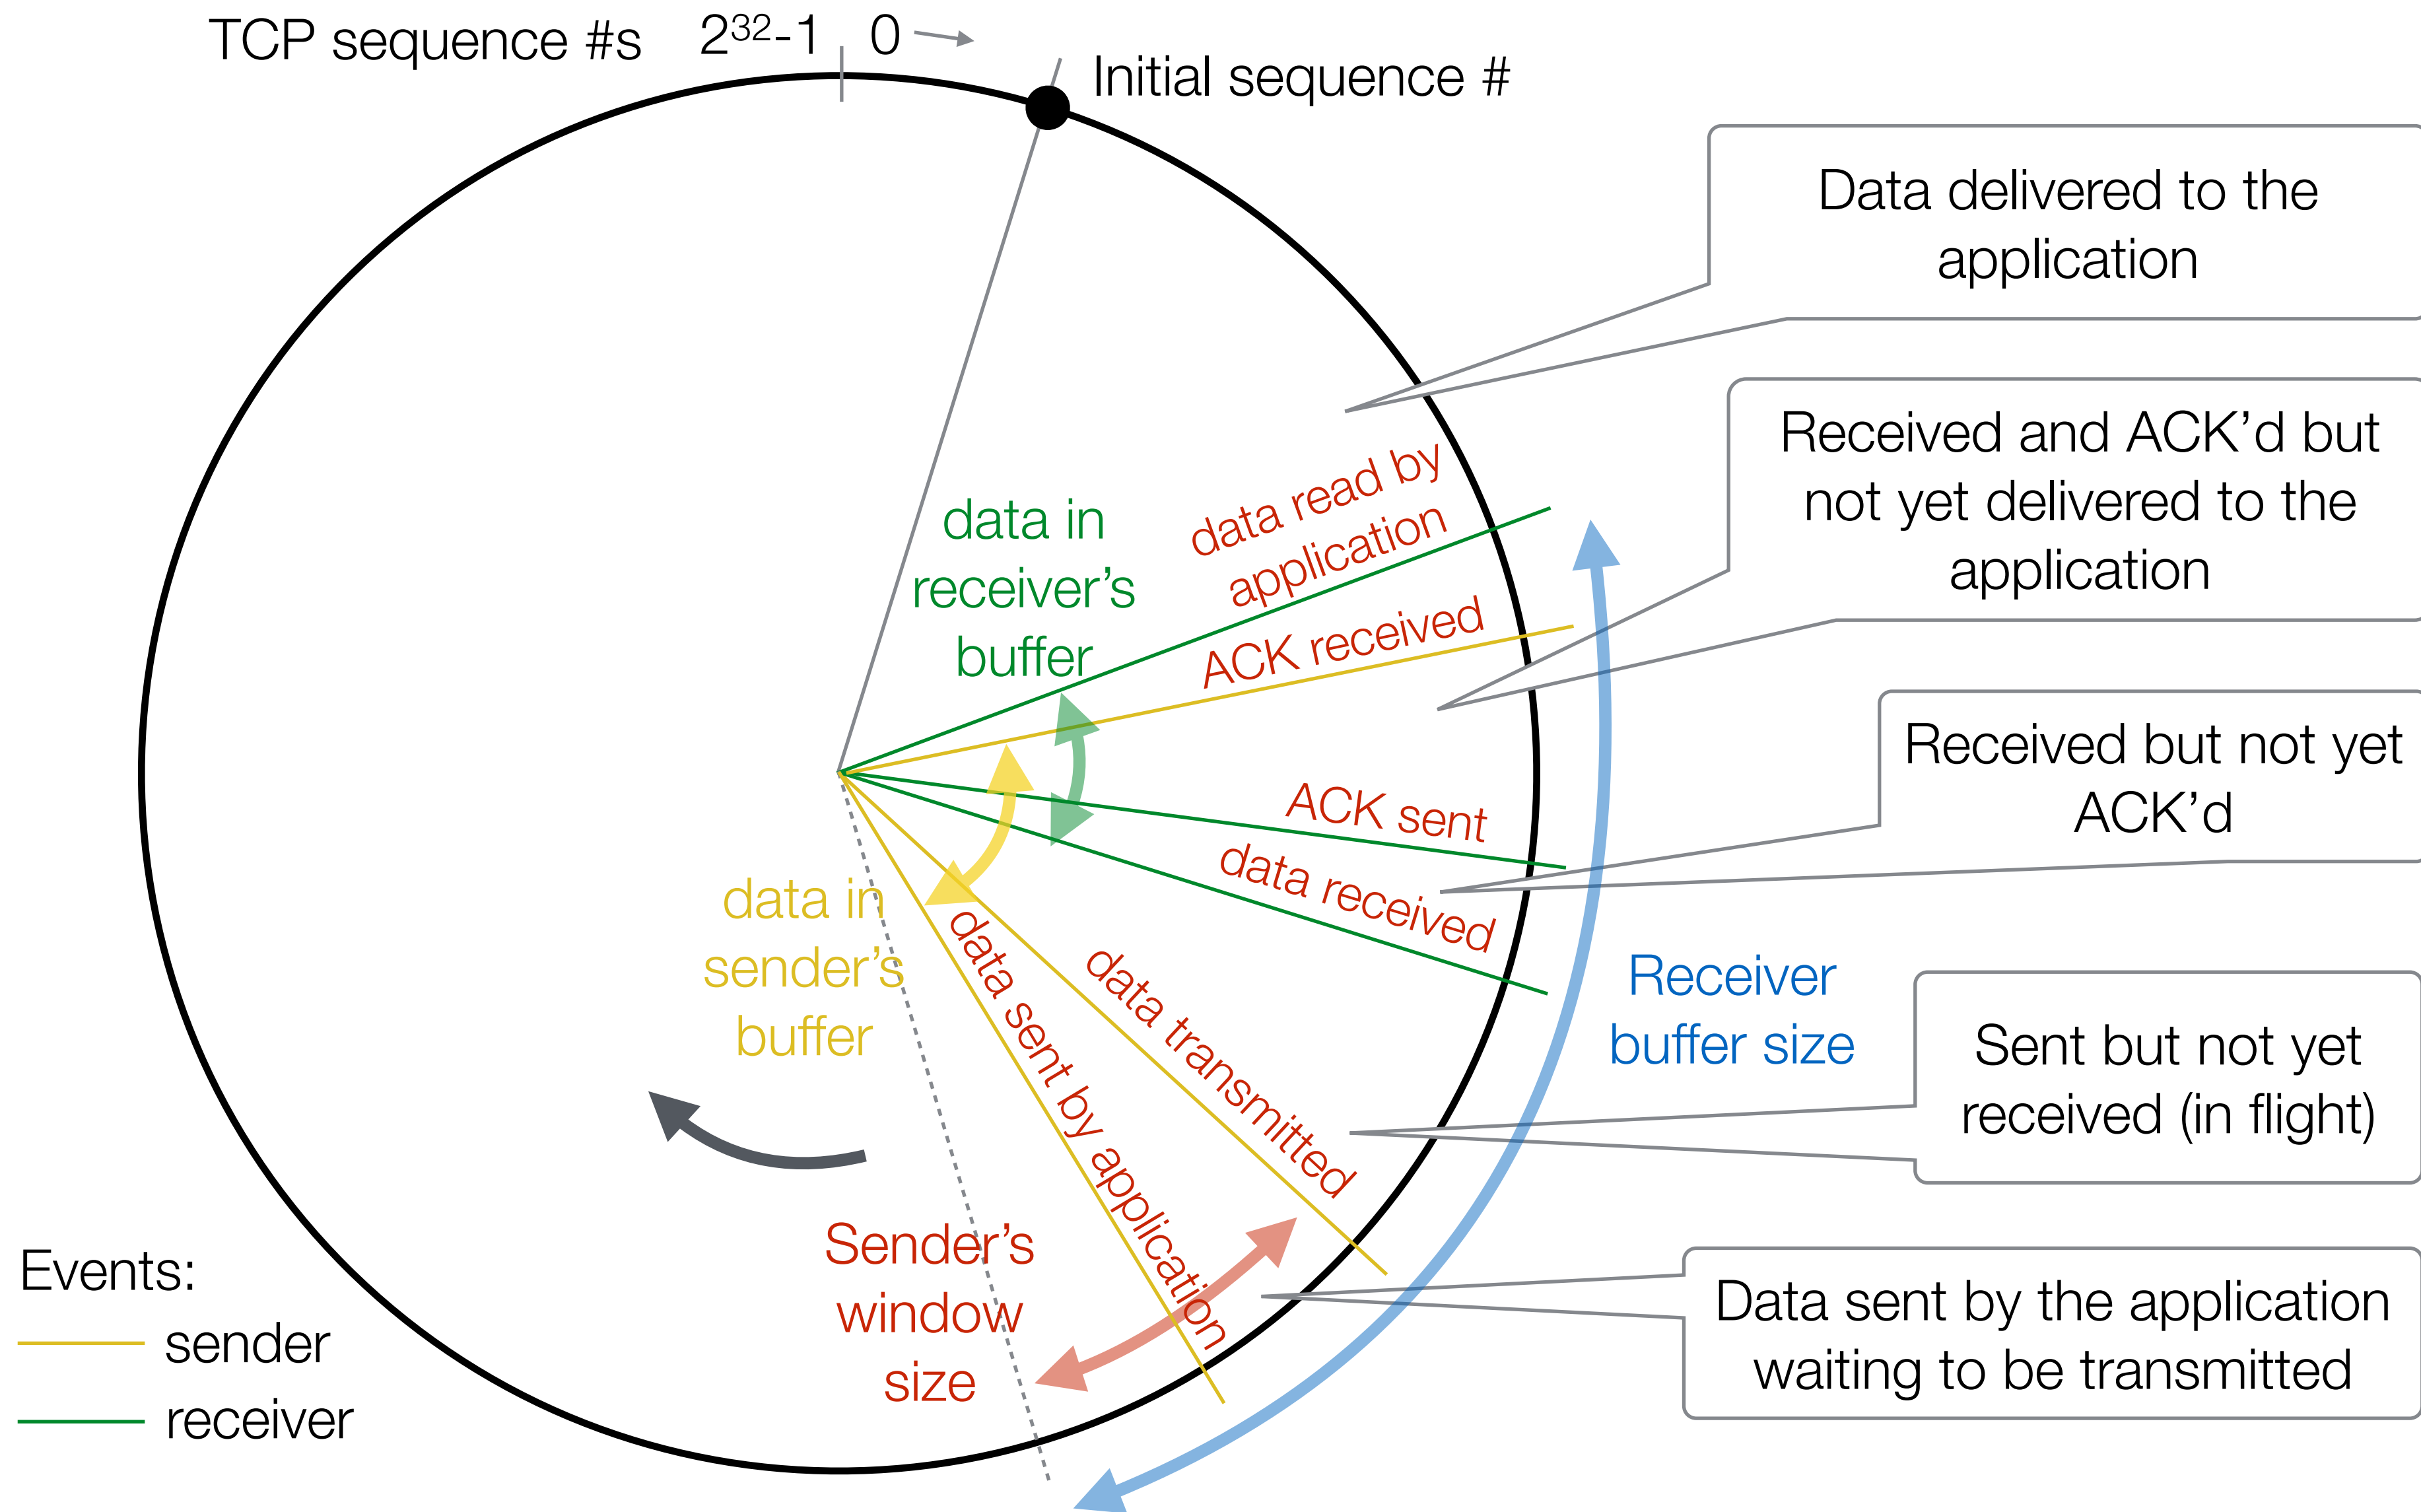 TCP sequence #s
2³²-1
0
Initial sequence #
Data delivered to the
application
Received and ACK’d but
not yet delivered to the
application
Received but not yet
ACK’d
Sent but not yet
received (in flight)
Data sent by the application
waiting to be transmitted
data in
receiver’s
buffer
data read by
application
ACK received
ACK sent
data received
data transmitted
data sent by application
data in
sender’s
buffer
Receiver
buffer size
Sender’s
window
size
Events:
sender
receiver